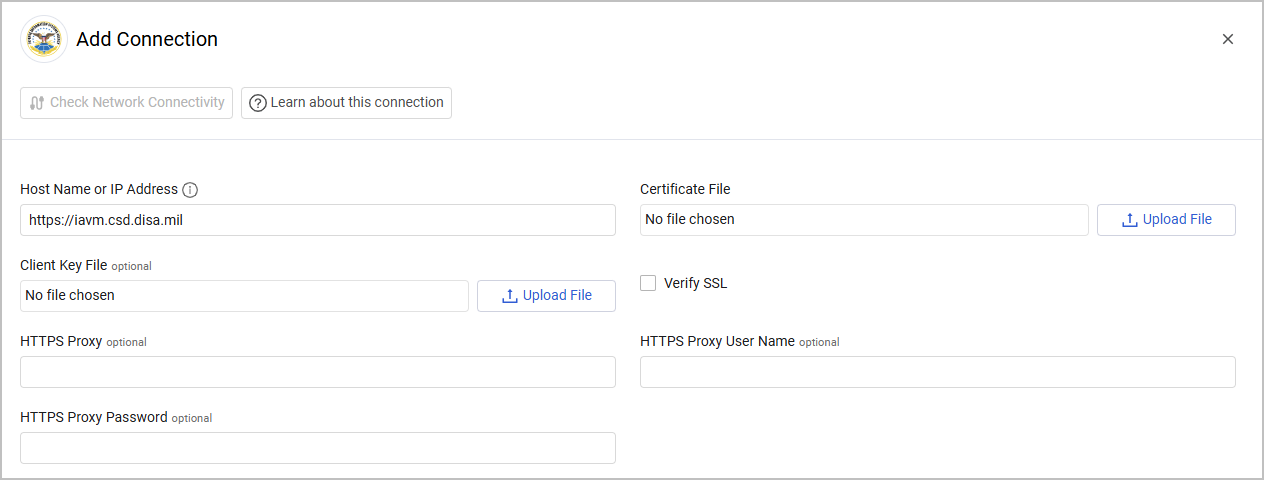 Add Connection
Check Network Connectivity
Learn about this connection
Host Name or IP Address
https://iavm.csd.disa.mil
Certificate File
No file chosen
Upload File
Client Key File optional
No file chosen
Upload File
Verify SSL
HTTPS Proxy optional
HTTPS Proxy User Name optional
HTTPS Proxy Password optional